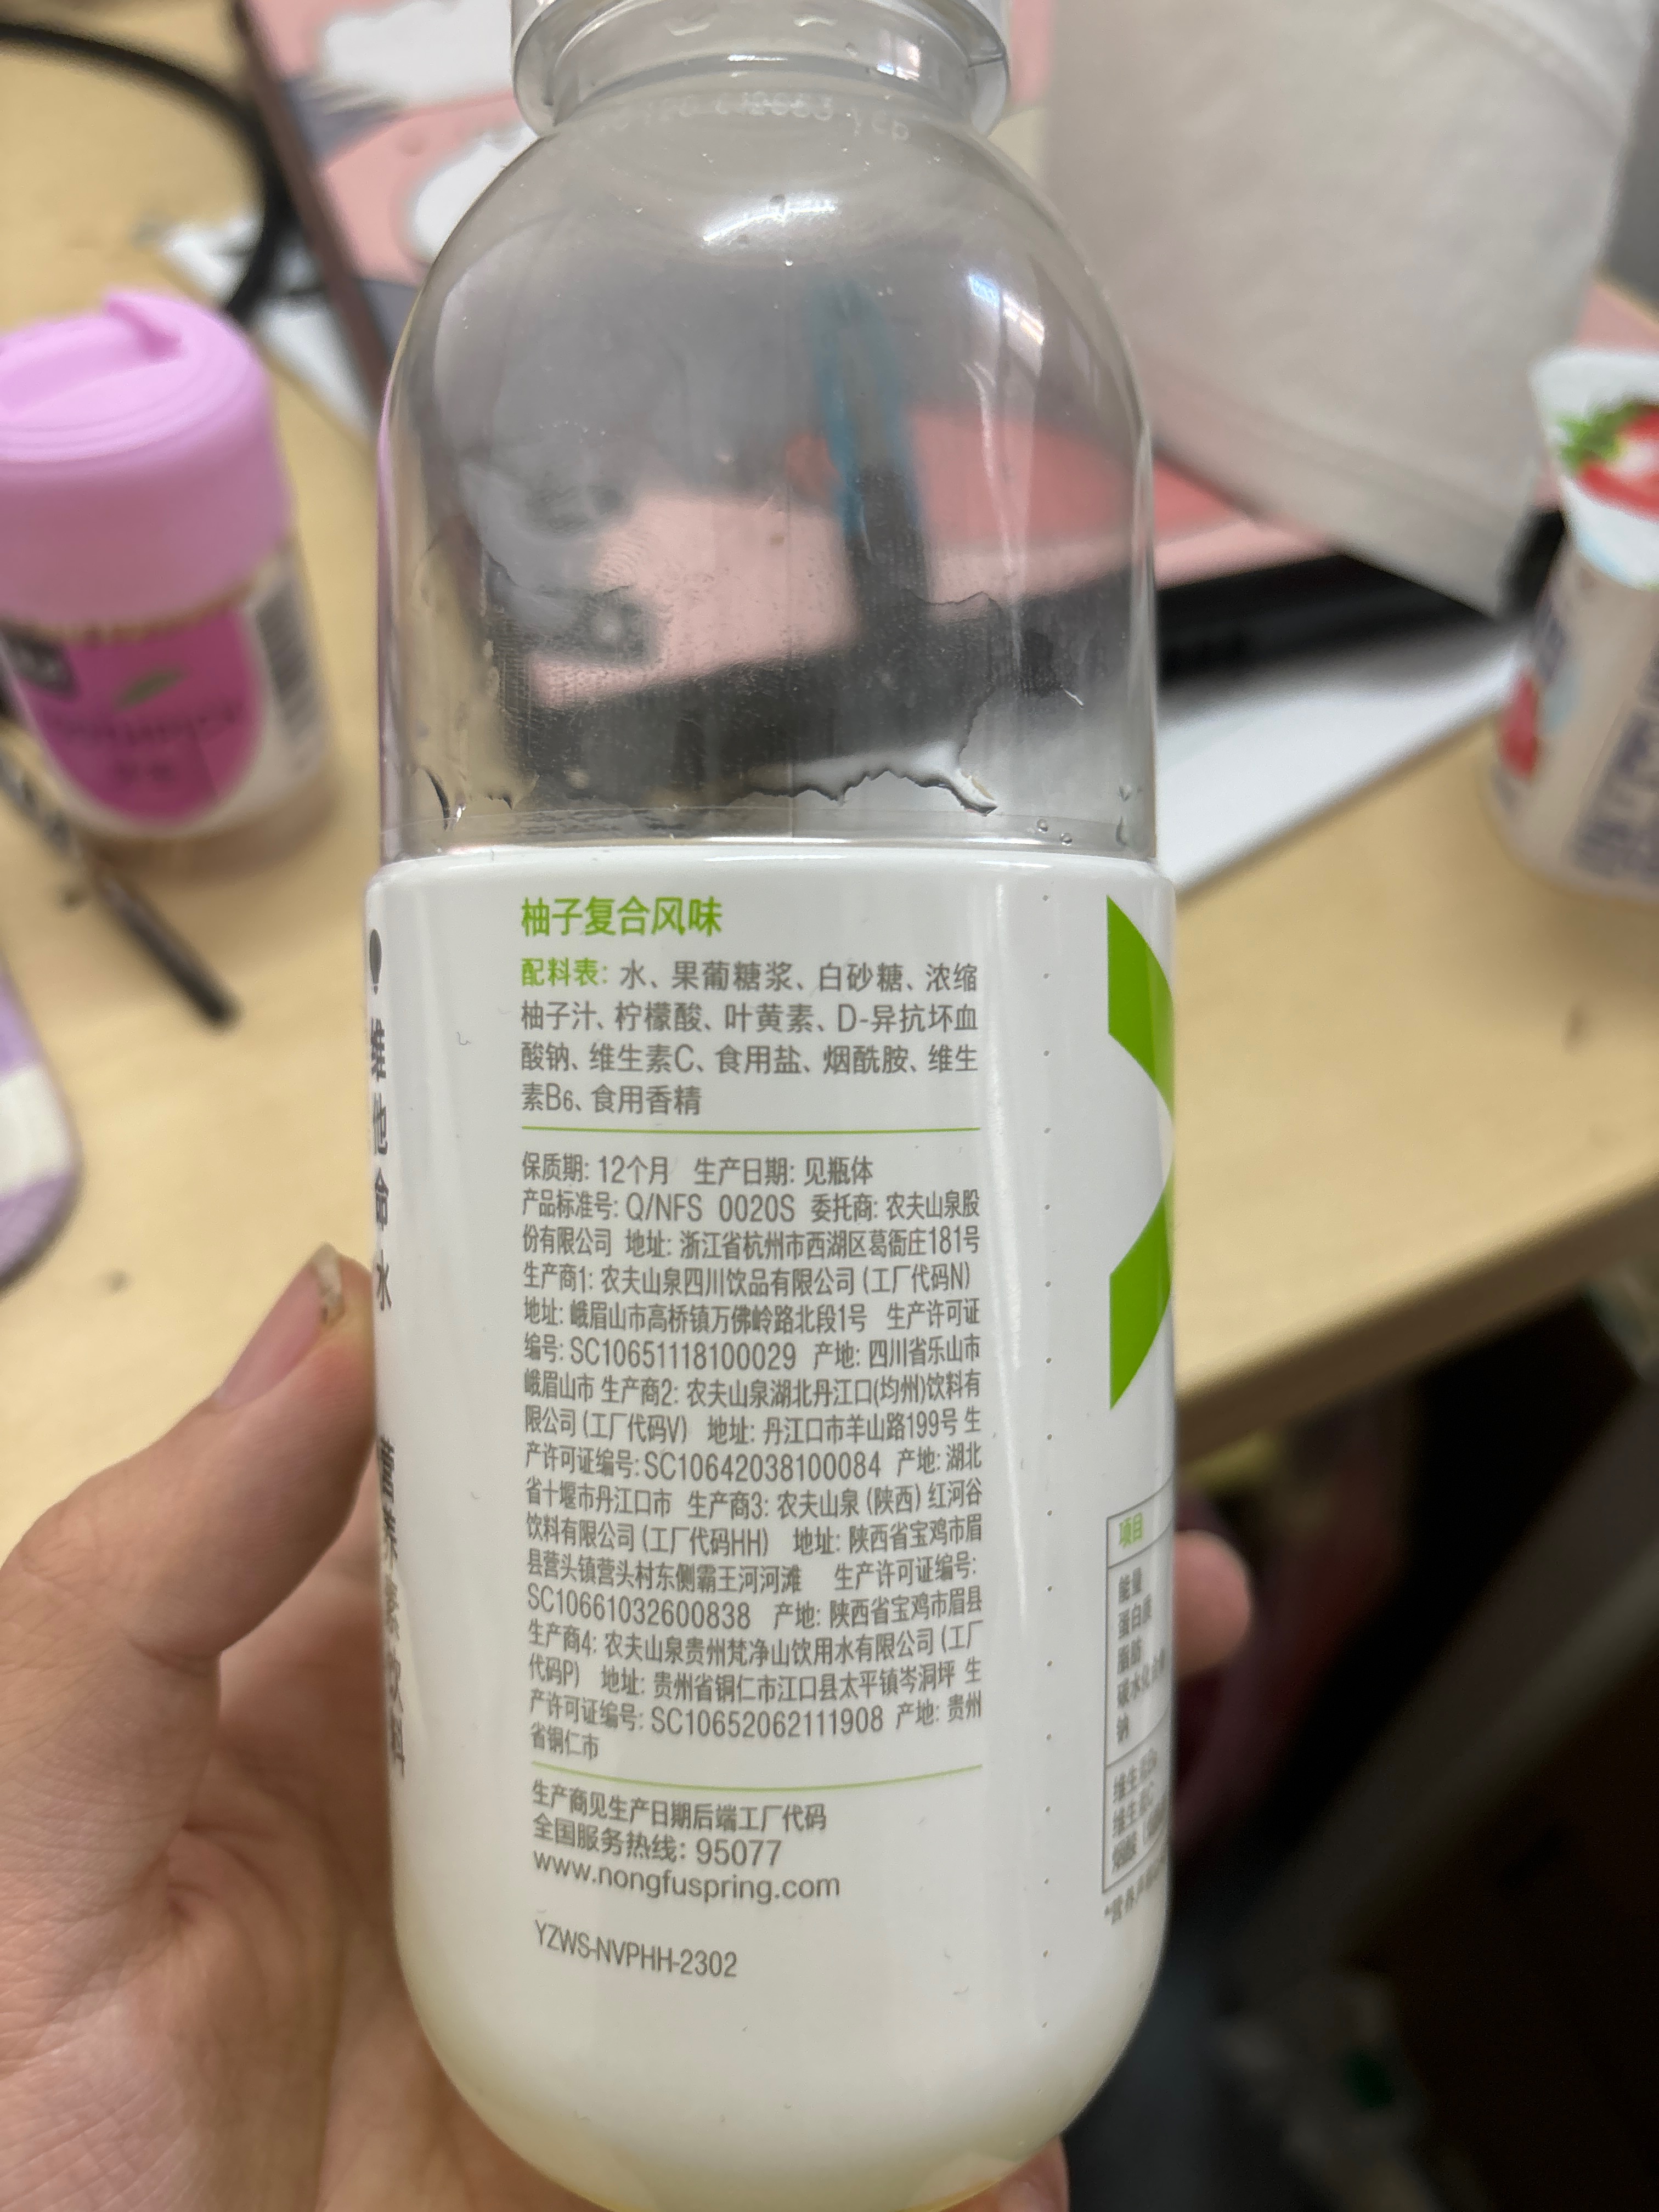 柚子复合风味
配料表: 水、果葡糖浆、白砂糖、浓缩
柚子汁、柠檬酸、叶黄素、D-异抗坏血
酸钠、维生素C、食用盐、烟酰胺、维生
素B6、食用香精
保质期: 12个月 生产日期: 见瓶体
产品标准号: Q/NFS 0020S 委托商: 农夫山泉股
份有限公司 地址: 浙江省杭州市西湖区葛衙庄181号
生产商1: 农夫山泉四川饮品有限公司 (工厂代码N)
地址: 峨眉山市高桥镇万佛岭路北段1号 生产许可证
编号: SC10651118100029 产地: 四川省乐山市
峨眉山市 生产商2: 农夫山泉湖北丹江口(均州)饮料有
限公司 (工厂代码V) 地址: 丹江口市羊山路199号 生
产许可证编号: SC10642038100084 产地: 湖北
省十堰市丹江口市 生产商3: 农夫山泉 (陕西) 红河谷
饮料有限公司 (工厂代码HH) 地址: 陕西省宝鸡市眉
县营头镇营头村东侧霸王河河滩 生产许可证编号:
SC10661032600838 产地: 陕西省宝鸡市眉县
生产商4: 农夫山泉贵州梵净山饮用水有限公司 (工厂
代码P) 地址: 贵州省铜仁市江口县太平镇岑洞坪 生
产许可证编号: SC10652062111908 产地: 贵州
省铜仁市
生产商见生产日期后端工厂代码
全国服务热线: 95077
www.nongfuspring.com
YZWS-NVPHH-2302
维他命水
营养素饮料
项目
能量
蛋白质
脂肪
碳水化
钠
维生
维生